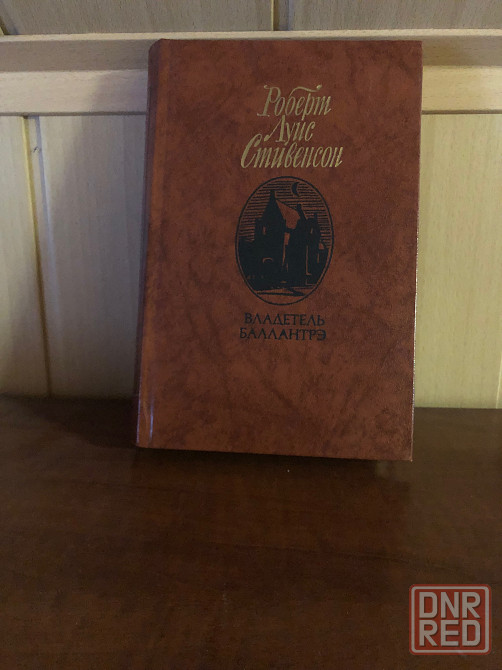 Роберт
Луис
Стивенсон
ВЛАДЕТЕЛЬ
БАЛЛАНТРЭ
DNR
RED